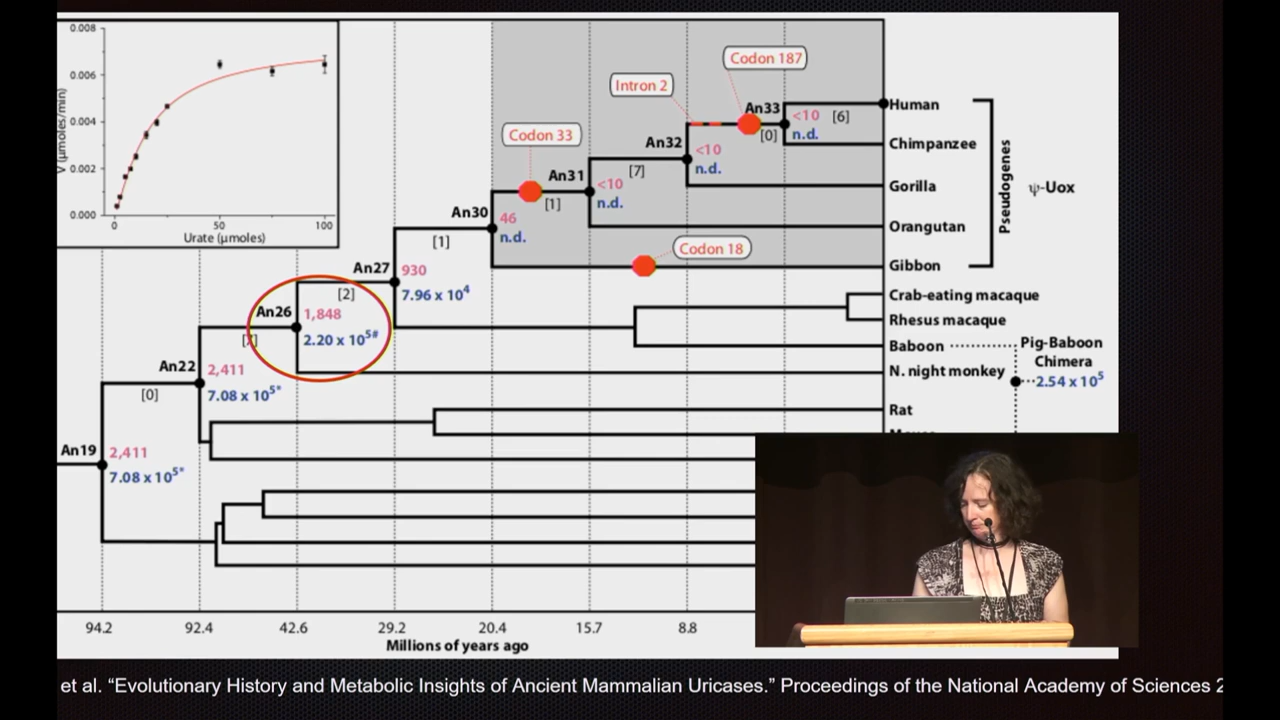 0.008
0.006
0.004
0.002
0.000
V (µmoles/min)
0 50 100
Urate (µmoles)
Codon 187
Intron 2
Codon 33
Codon 18
An33
<10 [6]
n.d.
[0]
An32
<10
n.d.
[7]
An31
<10
n.d.
[1]
An30
46
n.d.
[1]
An27
930
7.96 x 10⁴
[2]
An26
1,848
2.20 x 10⁵#
An22
2,411
7.08 x 10⁵*
[0]
An19
2,411
7.08 x 10⁵*
Human
Chimpanzee
Gorilla
Orangutan
Gibbon
Pseudogenes
ψ-Uox
Crab-eating macaque
Rhesus macaque
Baboon
N. night monkey
Rat
Pig-Baboon
Chimera
2.54 x 10⁵
94.2 92.4 42.6 29.2 20.4 15.7 8.8
Millions of years ago
et al. “Evolutionary History and Metabolic Insights of Ancient Mammalian Uricases.” Proceedings of the National Academy of Sciences